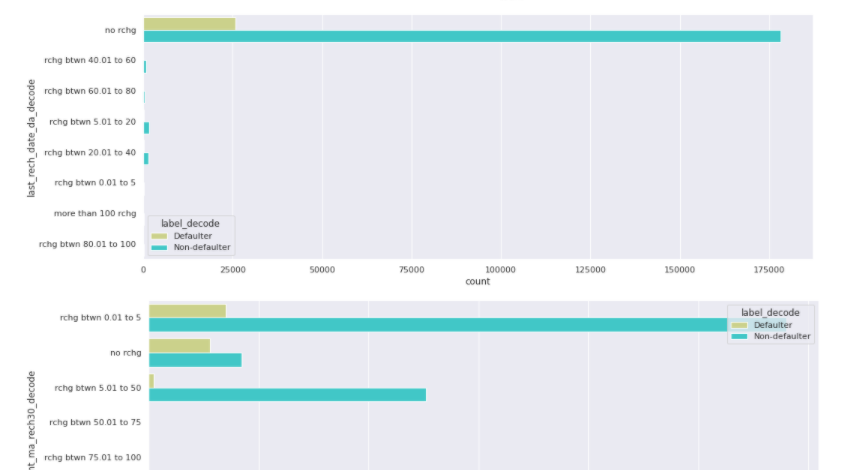 no rchg
rchg btwn 40.01 to 60
rchg btwn 60.01 to 80
rchg btwn 5.01 to 20
rchg btwn 20.01 to 40
rchg btwn 0.01 to 5
more than 100 rchg
rchg btwn 80.01 to 100
last_rech_date_da_decode
label_decode
Defaulter
Non-defaulter
0 25000 50000 75000 100000 125000 150000 175000
count
rchg btwn 0.01 to 5
no rchg
rchg btwn 5.01 to 50
rchg btwn 50.01 to 75
rchg btwn 75.01 to 100
nt_ma_rech30_decode
label_decode
Defaulter
Non-defaulter